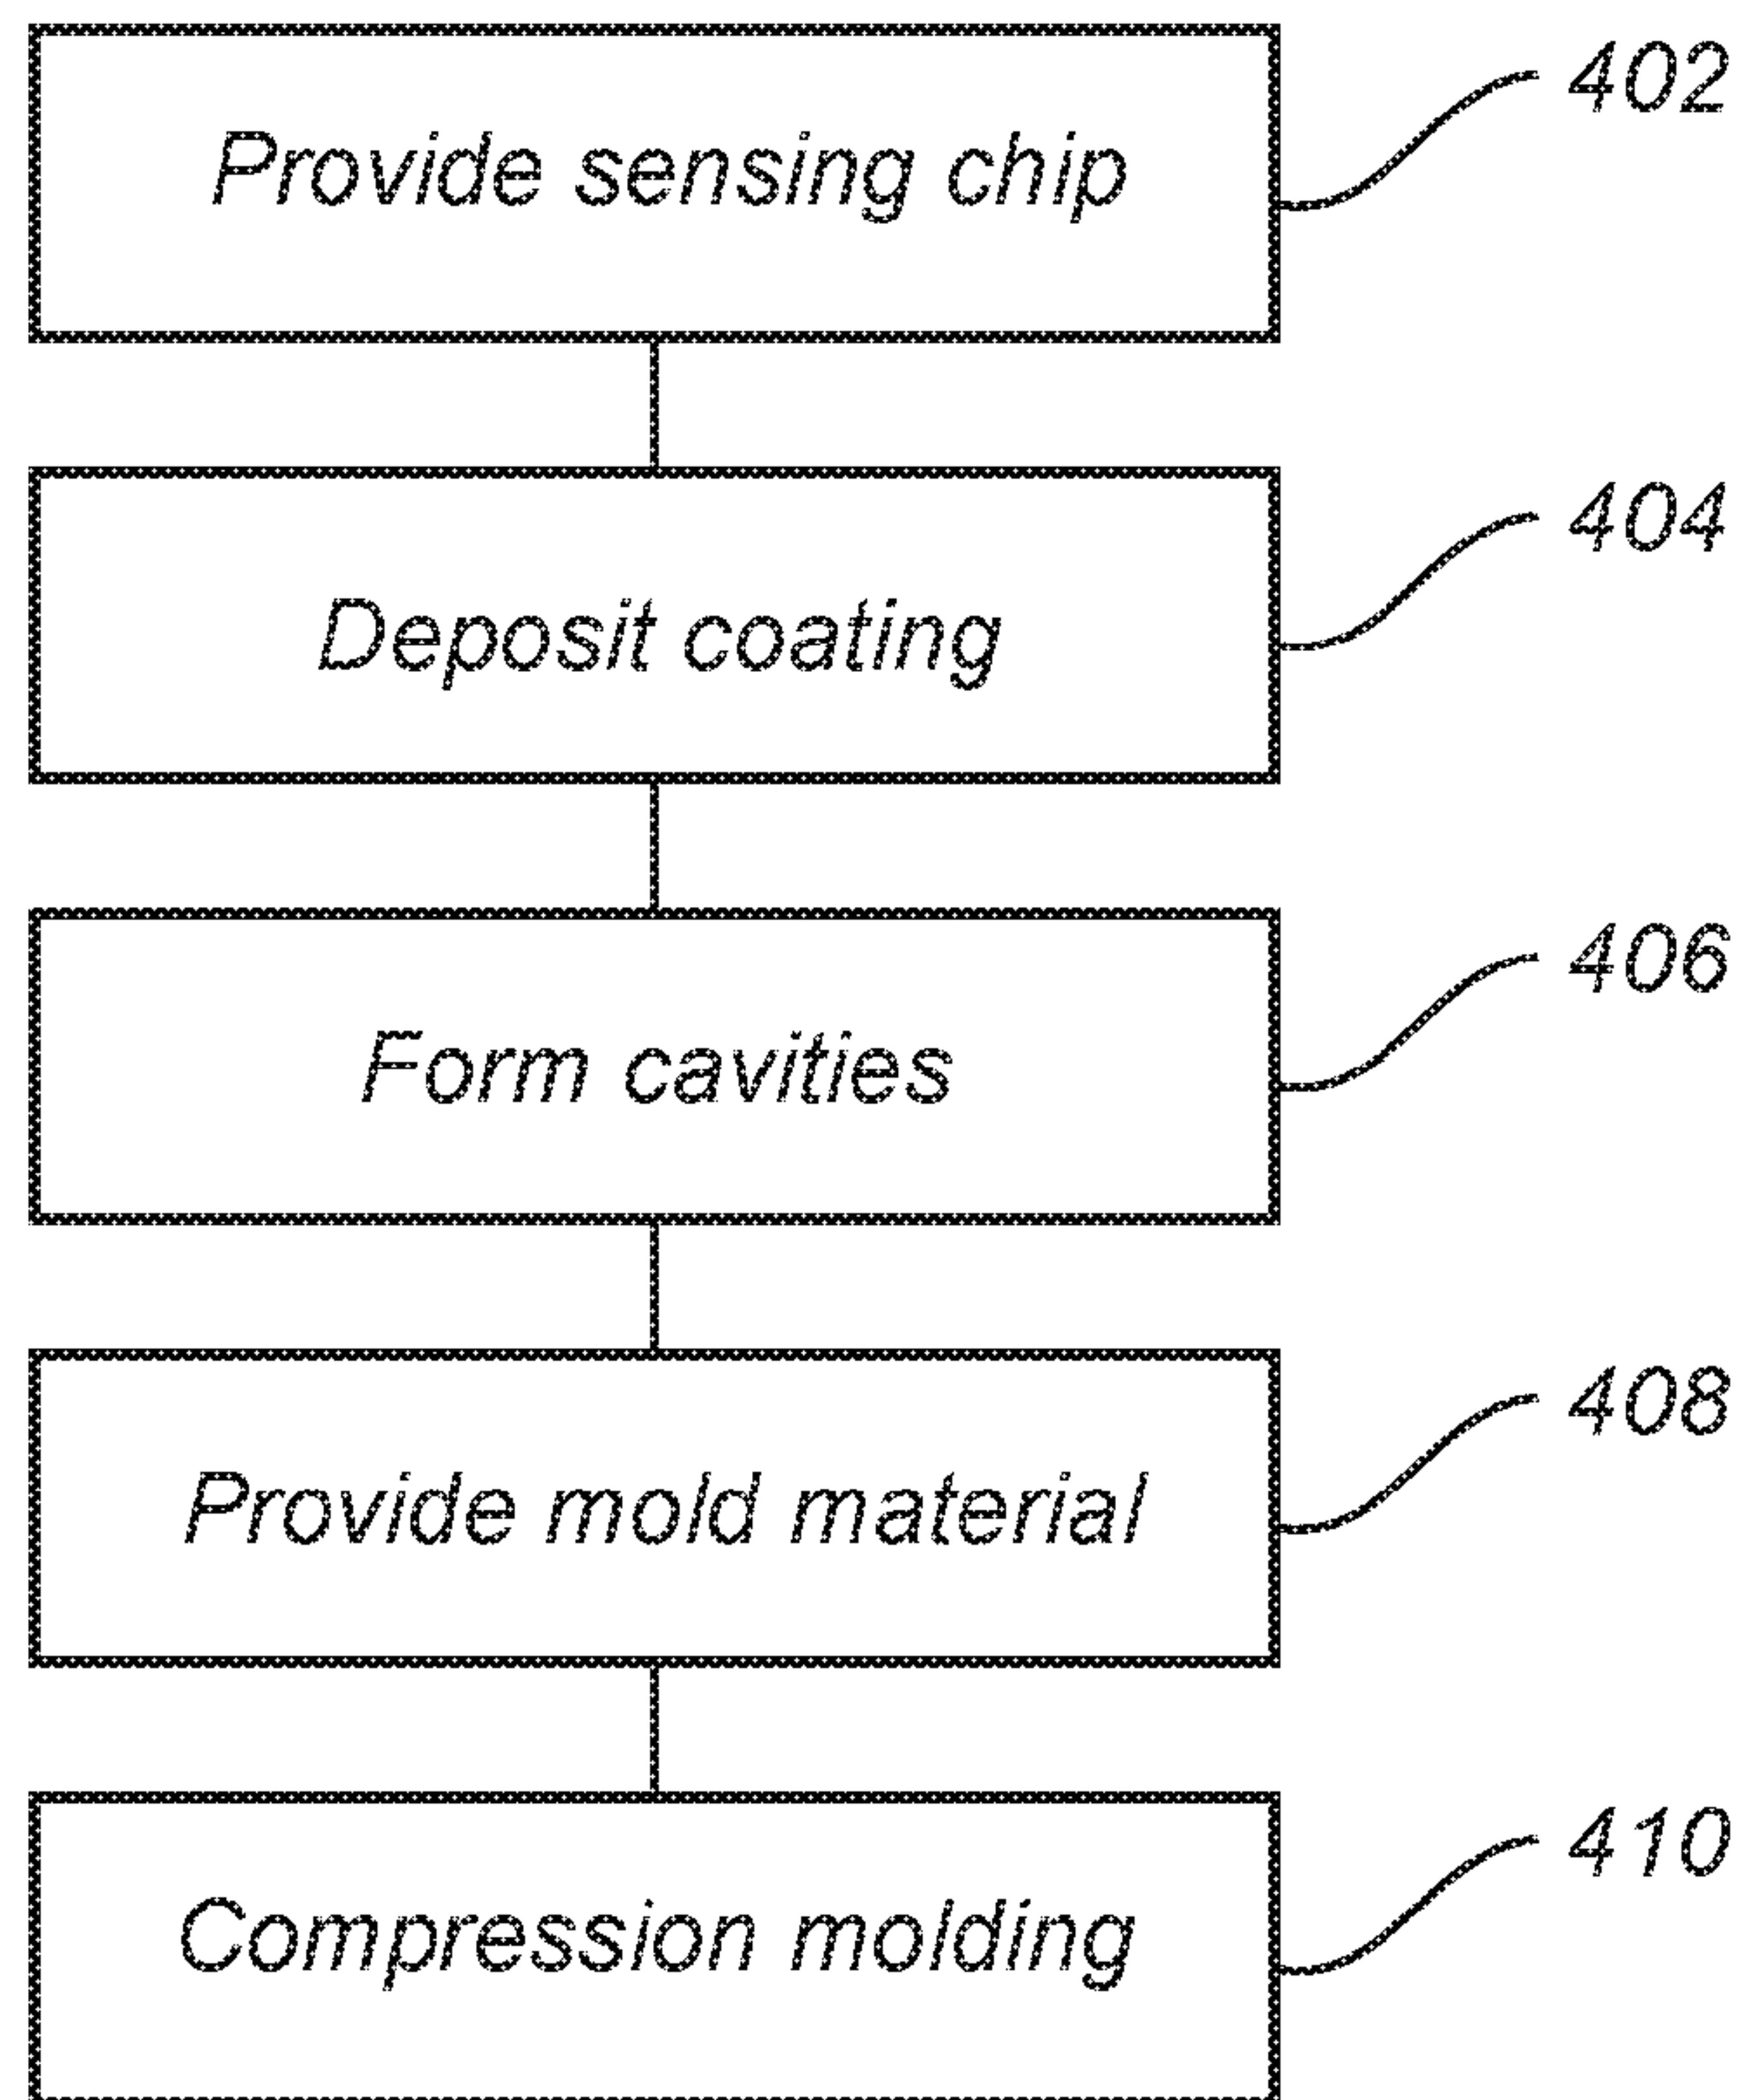 Provide sensing chip
402
Deposit coating
404
Form cavities
406
Provide mold material
408
Compression molding
410